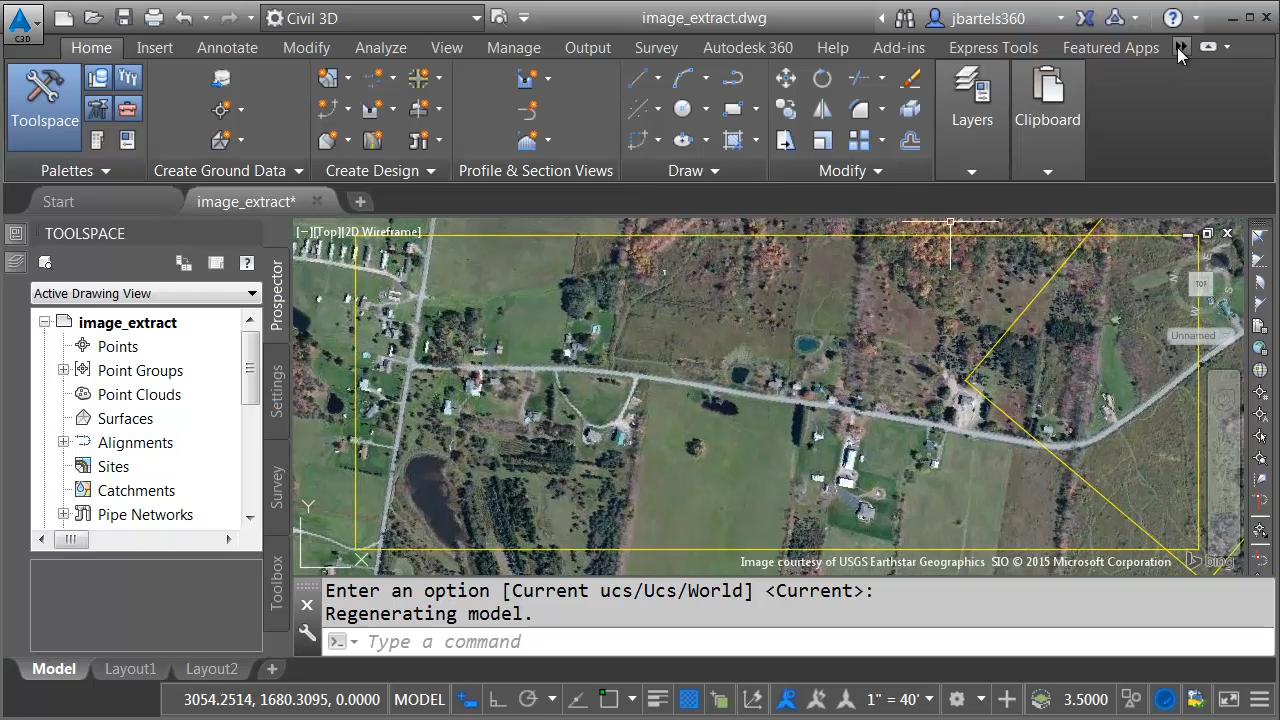 C3D
Civil 3D
image_extract.dwg
jbartels360
Home Insert Annotate Modify Analyze View Manage Output Survey Autodesk 360 Help Add-ins Express Tools Featured Apps
Toolspace
Layers
Clipboard
Palettes
Create Ground Data
Create Design
Profile & Section Views
Draw
Modify
Start
image_extract*
TOOLSPACE
[−][Top][2D Wireframe]
Active Drawing View
image_extract
Points
Point Groups
Point Clouds
Surfaces
Alignments
Sites
Catchments
Pipe Networks
Prospector
Settings
Survey
Toolbox
N
E
W
S
TOP
Unnamed
Y
X
Image courtesy of USGS Earthstar Geographics SIO © 2015 Microsoft Corporation
bing
Enter an option [Current ucs/Ucs/World] <Current>:
Regenerating model.
Type a command
Model Layout1 Layout2
3054.2514, 1680.3095, 0.0000
MODEL
1" = 40'
3.5000